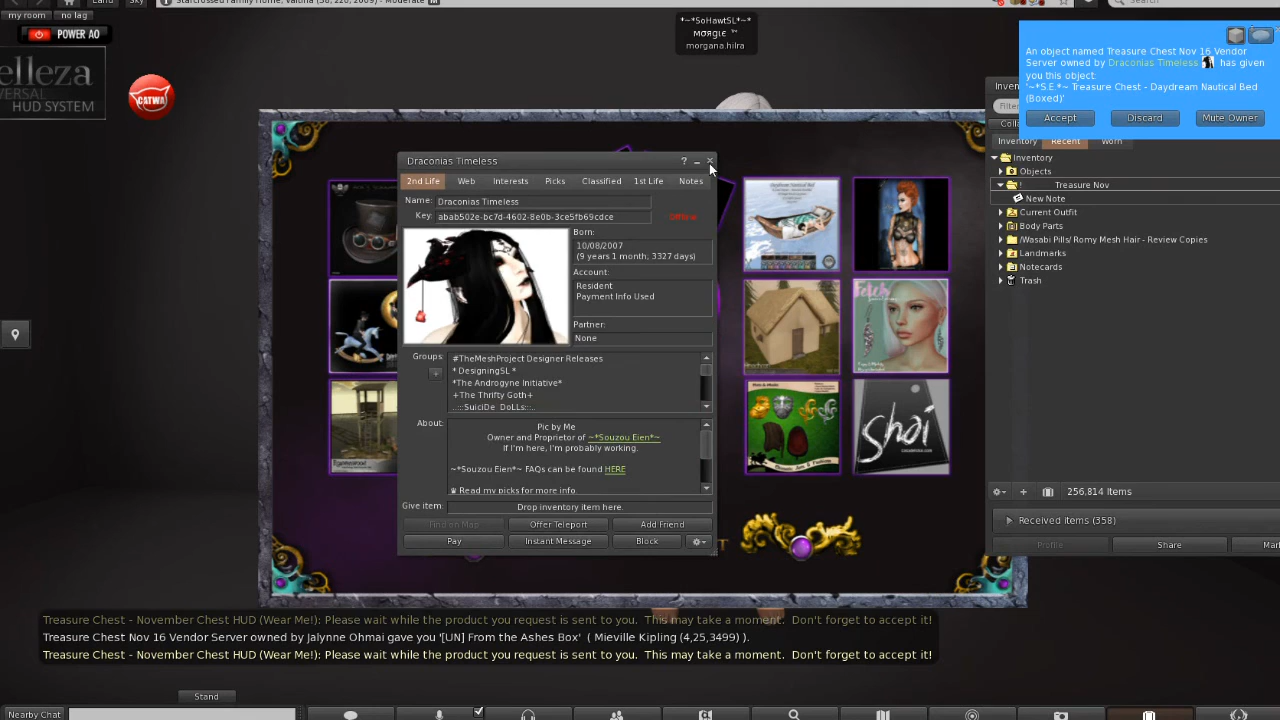 my room
no lag
Land
Sky
Starcrossed Family Home, Valona (58, 220, 2009) - Moderate
Search
POWER AO
elleza
VERSAL
HUD SYSTEM
CATWA
*~*SoHawtSL*~*
morgana.hilra
An object named Treasure Chest Nov 16 Vendor
Server owned by Draconias Timeless has given
you this object:
'~*S.E.*~ Treasure Chest - Daydream Nautical Bed
(Boxed)'
Accept
Discard
Mute Owner
Inventory
Recent
Worn
Inventory
Objects
! Treasure Nov
New Note
Current Outfit
Body Parts
/Wasabi Pills/ Romy Mesh Hair - Review Copies
Landmarks
Notecards
Trash
256,814 Items
Received Items (358)
Profile
Share
Draconias Timeless
?
2nd Life
Web
Interests
Picks
Classified
1st Life
Notes
Name: Draconias Timeless
Key: abab502e-bc7d-4602-8e0b-3ce5fb69cdce
Offline
Born:
10/08/2007
(9 years 1 month, 3327 days)
Account:
Resident
Payment Info Used
Partner:
None
Groups:
#TheMeshProject Designer Releases
* DesigningSL *
*The Androgyne Initiative*
+The Thrifty Goth+
..:::SuiCiDe DoLLs:::..
About:
Pic by Me
Owner and Proprietor of ~*Souzou Eien*~
If I'm here, I'm probably working.
~*Souzou Eien*~ FAQs can be found HERE
♛ Read my picks for more info.
Give item: Drop inventory item here.
Find on Map
Offer Teleport
Add Friend
Pay
Instant Message
Block
Fetch
Shai
Treasure Chest - November Chest HUD (Wear Me!): Please wait while the product you request is sent to you. This may take a moment. Don't forget to accept it!
Treasure Chest Nov 16 Vendor Server owned by Jalynne Ohmai gave you '[UN] From the Ashes Box' ( Mieville Kipling (4,25,3499) ).
Treasure Chest - November Chest HUD (Wear Me!): Please wait while the product you request is sent to you. This may take a moment. Don't forget to accept it!
Stand
Nearby Chat